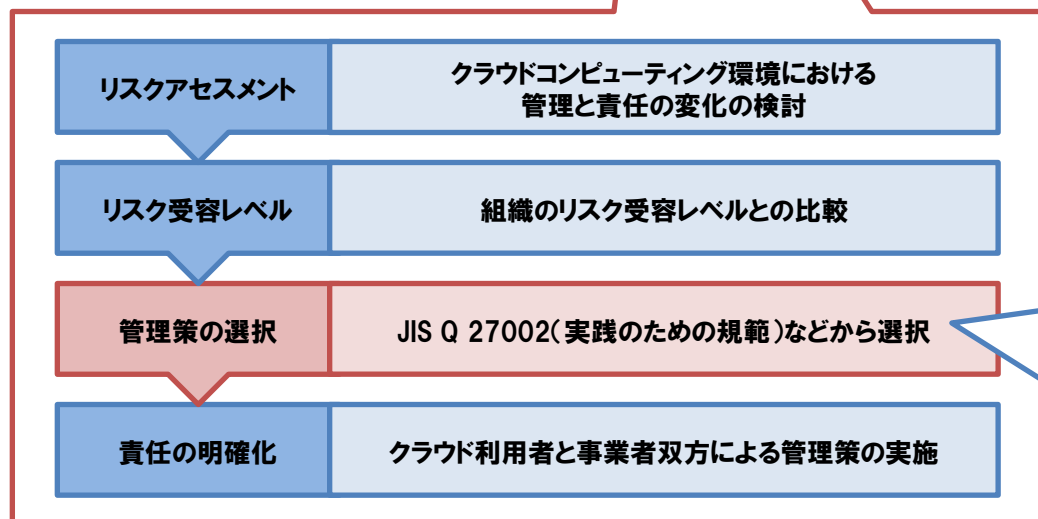 リスクアセスメント
クラウドコンピューティング環境における
管理と責任の変化の検討
リスク受容レベル
組織のリスク受容レベルとの比較
管理策の選択
JIS Q 27002(実践のための規範)などから選択
責任の明確化
クラウド利用者と事業者双方による管理策の実施